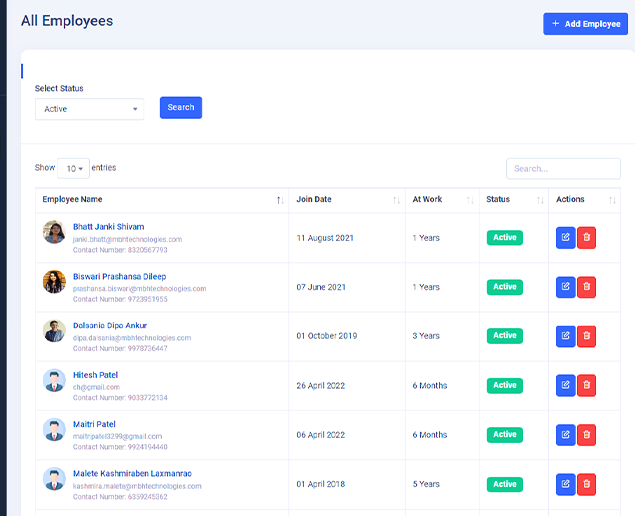 All Employees
+ Add Employee
Select Status
Active
Search
Show 10 entries
Search...
Employee Name Join Date At Work Status Actions
Bhatt Janki Shivam
janki.bhatt@mbhtechnologies.com
Contact Number: 8320567793
11 August 2021 1 Years Active
Biswari Prashansa Dileep
prashansa.biswari@mbhtechnologies.com
Contact Number: 9723951955
07 June 2021 1 Years Active
Dalsania Dipa Ankur
dipa.dalsania@mbhtechnologies.com
Contact Number: 9978736447
01 October 2019 3 Years Active
Hitesh Patel
ch@gmail.com
Contact Number: 9033772134
26 April 2022 6 Months Active
Maitri Patel
maitripatel3299@gmail.com
Contact Number: 9924194440
06 April 2022 6 Months Active
Malete Kashmiraben Laxmanrao
kashmira.malete@mbhtechnologies.com
Contact Number: 6359245362
01 April 2018 5 Years Active